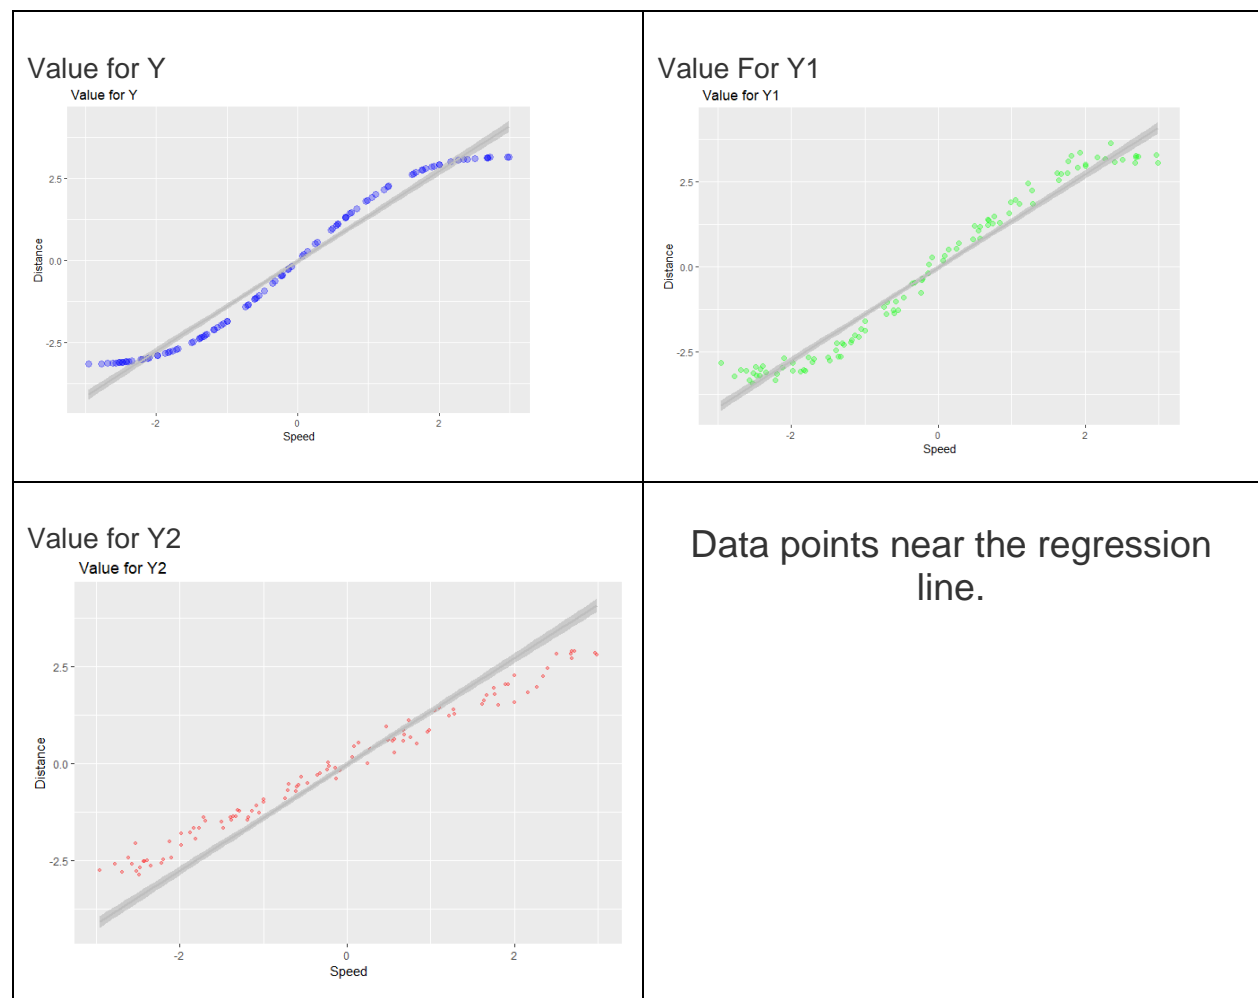 Value for Y
Value for Y
2.5
0.0
-2.5
Distance
-2
0
2
Speed
Value For Y1
Value for Y1
2.5
0.0
-2.5
Distance
-2
0
2
Speed
Value for Y2
Value for Y2
2.5
0.0
-2.5
Distance
-2
0
2
Speed
Data points near the regression
line.